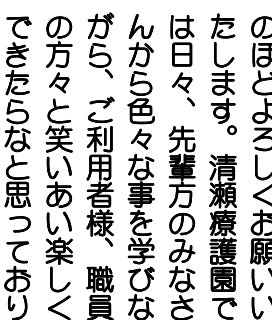 のほどよろしくお願いい
たします。清瀬療護園で
は日々、先輩方のみなさ
んから色々な事を学びな
がら、ご利用者様、職員
の方々と笑いあい楽しく
できたらなと思っており